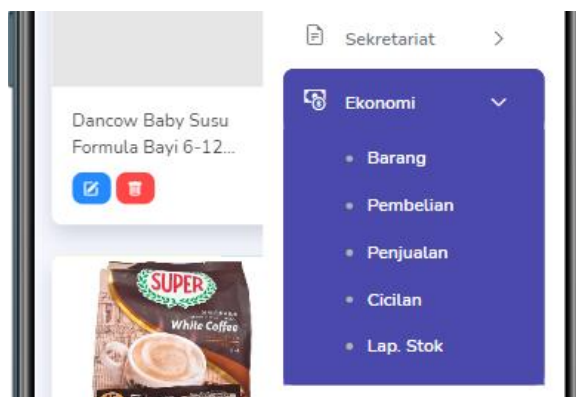 Dancow Baby Susu
Formula Bayi 6-12...
SUPER
White Coffee
Sekretariat
Ekonomi
Barang
Pembelian
Penjualan
Cicilan
Lap. Stok